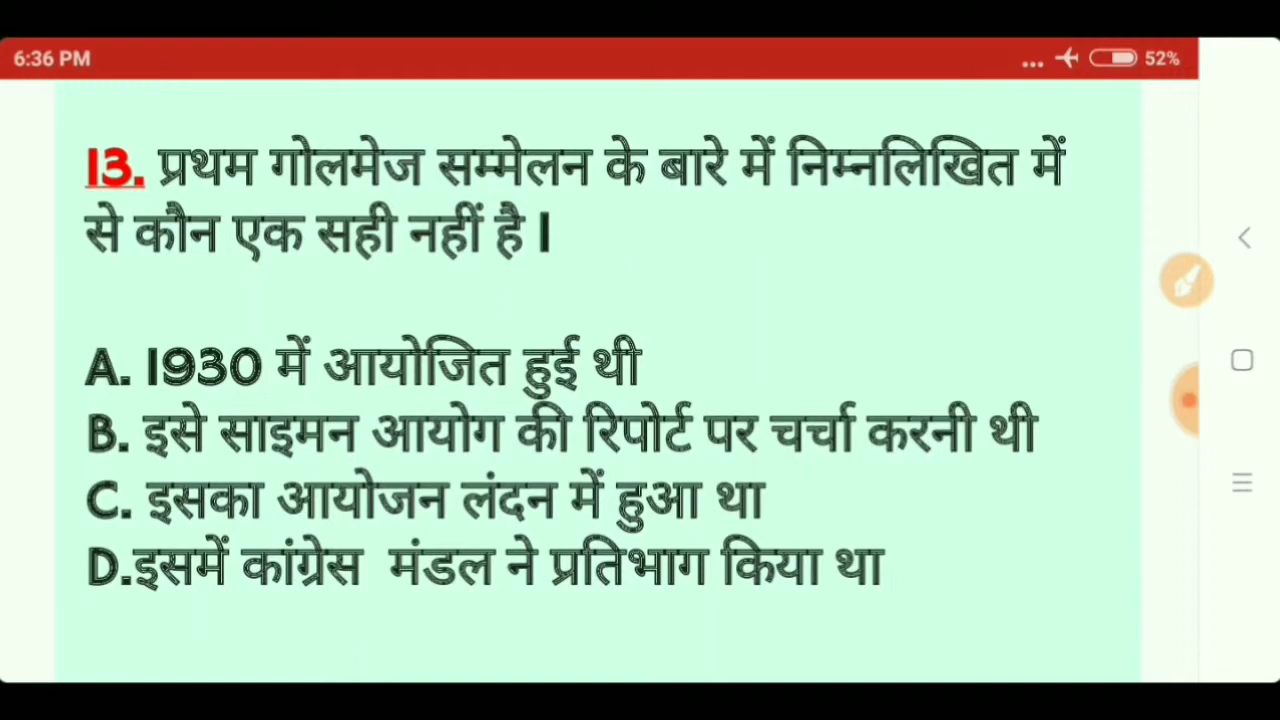 6:36 PM
... 52%
13. प्रथम गोलमेज सम्मेलन के बारे में निम्नलिखित में
से कौन एक सही नहीं है I
A. 1930 में आयोजित हुई थी
B. इसे साइमन आयोग की रिपोर्ट पर चर्चा करनी थी
C. इसका आयोजन लंदन में हुआ था
D.इसमें कांग्रेस मंडल ने प्रतिभाग किया था